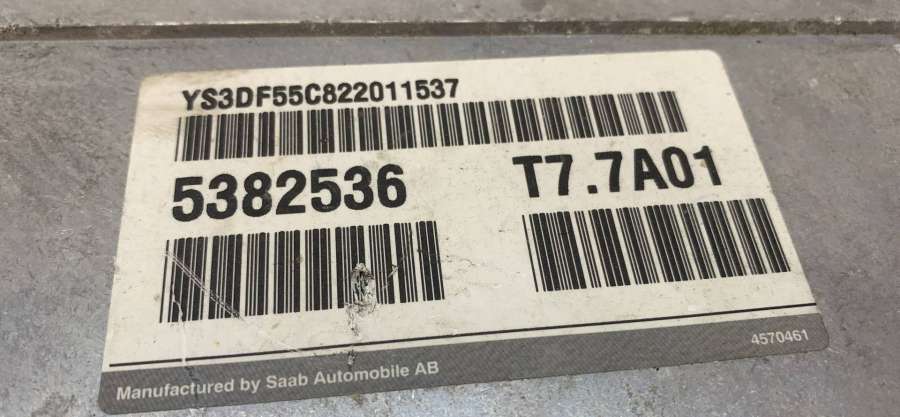 YS3DF55C822011537
5382536
T7.7A01
4570461
Manufactured by Saab Automobile AB